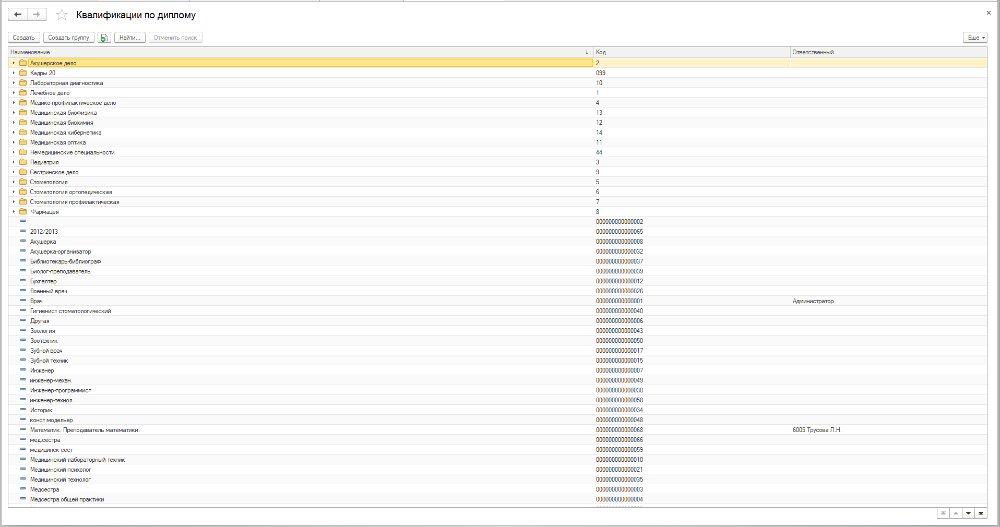 Квалификации по диплому
Создать Создать группу Найти... Отменить поиск Еще
Наименование Код Ответственный
Акушерское дело 2
Кадры 20 099
Лабораторная диагностика 10
Лечебное дело 1
Медико-профилактическое дело 4
Медицинская биофизика 13
Медицинская биохимия 12
Медицинская кибернетика 14
Медицинская оптика 11
Немедицинские специальности 44
Педиатрия 3
Сестринское дело 9
Стоматология 5
Стоматология ортопедическая 6
Стоматология профилактическая 7
Фармацея 8
000000000000002
2012/2013 000000000000065
Акушерка 000000000000008
Акушерка-организатор 000000000000032
Библиотекарь-библиограф 000000000000037
Биолог-преподаватель 000000000000039
Бухгалтер 000000000000012
Военный врач 000000000000026
Врач 000000000000001 Администратор
Гигиенист стоматологический 000000000000040
Другая 000000000000006
Зоология 000000000000043
Зоотехник 000000000000050
Зубной врач 000000000000017
Зубной техник 000000000000015
Инженер 000000000000007
инженер-механ. 000000000000049
Инженер-программист 000000000000030
инженер-технол 000000000000058
Историк 000000000000034
конст.модельер 000000000000048
Математик. Преподаватель математики. 000000000000068 6005 Трусова Л.Н.
мед.сестра 000000000000066
медицинск сест 000000000000059
Медицинский лабораторный техник 000000000000010
Медицинский психолог 000000000000021
Медицинский технолог 000000000000035
Медсестра 000000000000003
Медсестра общей практики 000000000000004